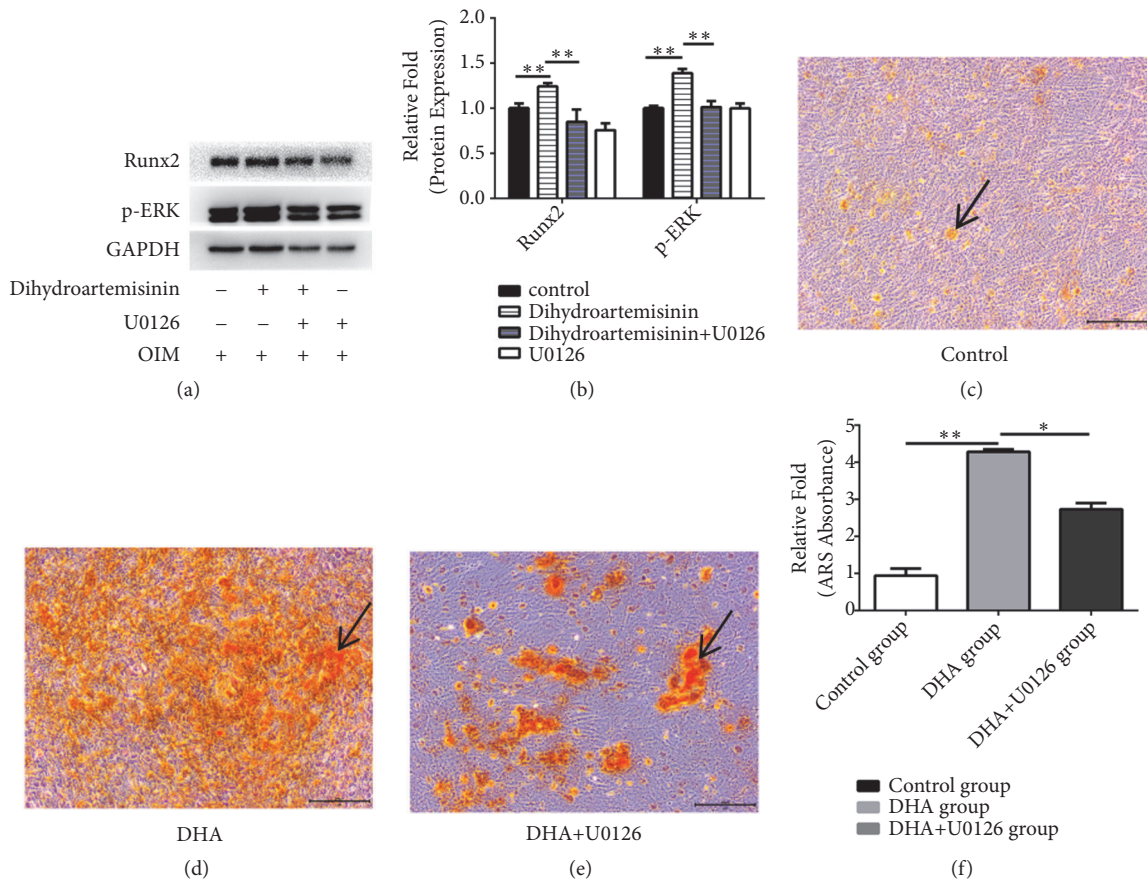 Runx2
p-ERK
GAPDH
Dihydroartemisinin − + + −
U0126 − − + +
OIM + + + +
(a)
Relative Fold
(Protein Expression)
2.0
1.5
1.0
0.5
0.0
** ** ** **
Runx2
p-ERK
control
Dihydroartemisinin
Dihydroartemisinin+U0126
U0126
(b)
Control
(c)
DHA
(d)
DHA+U0126
(e)
Relative Fold
(ARS Absorbance)
5
4
3
2
1
0
** *
Control group
DHA group
DHA+U0126 group
Control group
DHA group
DHA+U0126 group
(f)